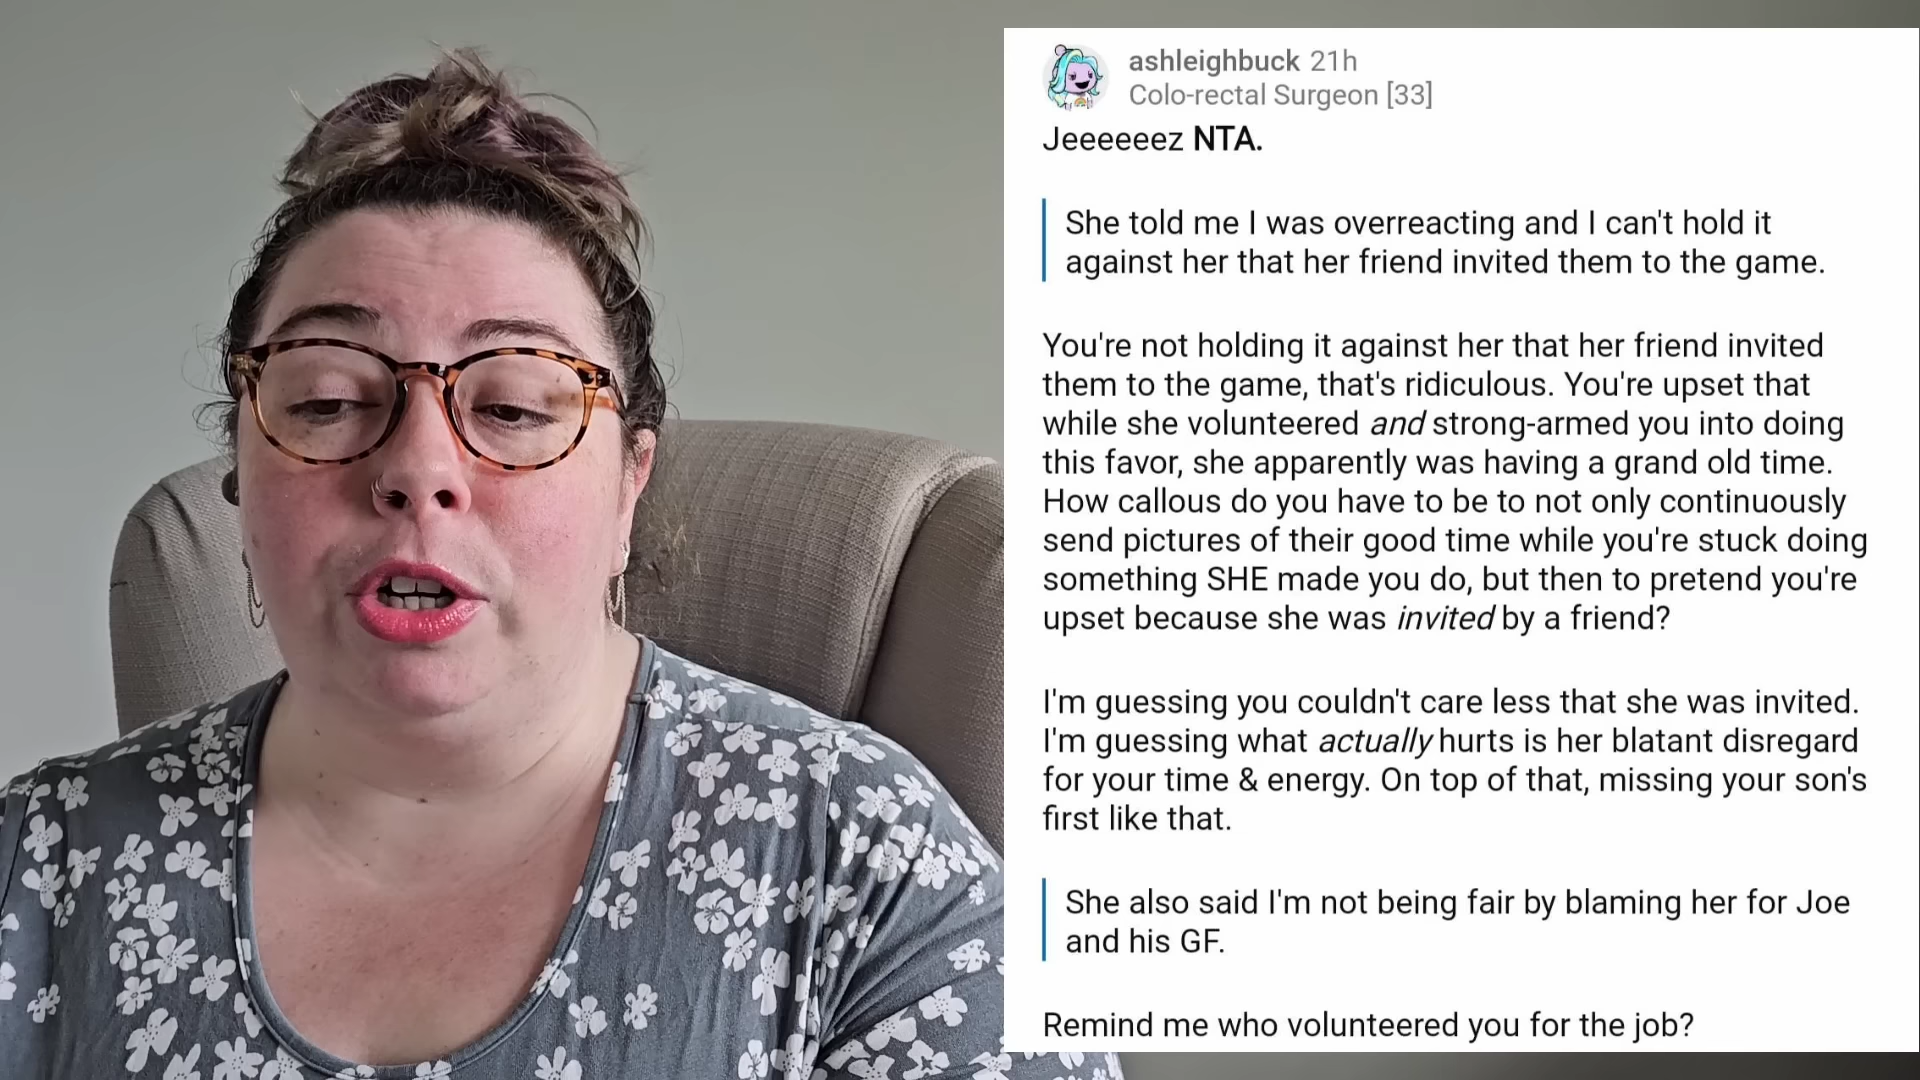 ashleighbuck 21h
Colo-rectal Surgeon [33]
Jeeeeeez NTA.
She told me I was overreacting and I can't hold it
against her that her friend invited them to the game.
You're not holding it against her that her friend invited
them to the game, that's ridiculous. You're upset that
while she volunteered and strong-armed you into doing
this favor, she apparently was having a grand old time.
How callous do you have to be to not only continuously
send pictures of their good time while you're stuck doing
something SHE made you do, but then to pretend you're
upset because she was invited by a friend?
I'm guessing you couldn't care less that she was invited.
I'm guessing what actually hurts is her blatant disregard
for your time & energy. On top of that, missing your son's
first like that.
She also said I'm not being fair by blaming her for Joe
and his GF.
Remind me who volunteered you for the job?